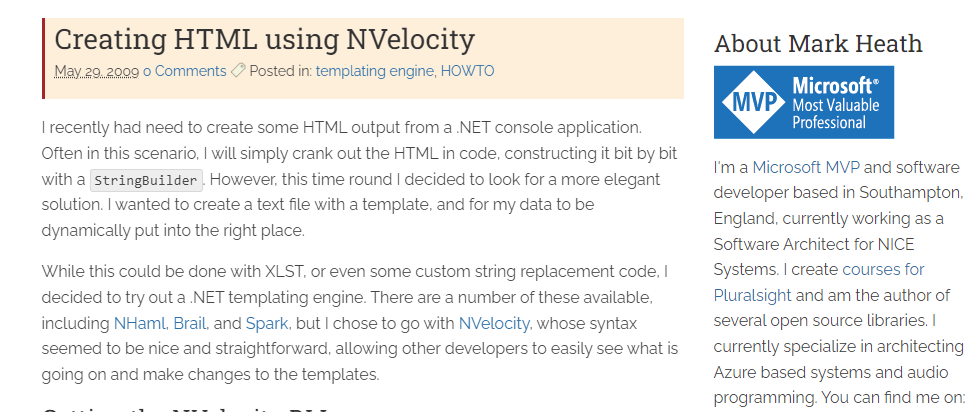 Creating HTML using NVelocity
May 29, 2009 0 Comments Posted in: templating engine, HOWTO
I recently had need to create some HTML output from a .NET console application.
Often in this scenario, I will simply crank out the HTML in code, constructing it bit by bit
with a StringBuilder. However, this time round I decided to look for a more elegant
solution. I wanted to create a text file with a template, and for my data to be
dynamically put into the right place.
While this could be done with XLST, or even some custom string replacement code, I
decided to try out a .NET templating engine. There are a number of these available,
including NHaml, Brail, and Spark, but I chose to go with NVelocity, whose syntax
seemed to be nice and straightforward, allowing other developers to easily see what is
going on and make changes to the templates.
Getting the NVelocity DLL
About Mark Heath
MVP
Microsoft®
Most Valuable
Professional
I'm a Microsoft MVP and software
developer based in Southampton,
England, currently working as a
Software Architect for NICE
Systems. I create courses for
Pluralsight and am the author of
several open source libraries. I
currently specialize in architecting
Azure based systems and audio
programming. You can find me on: